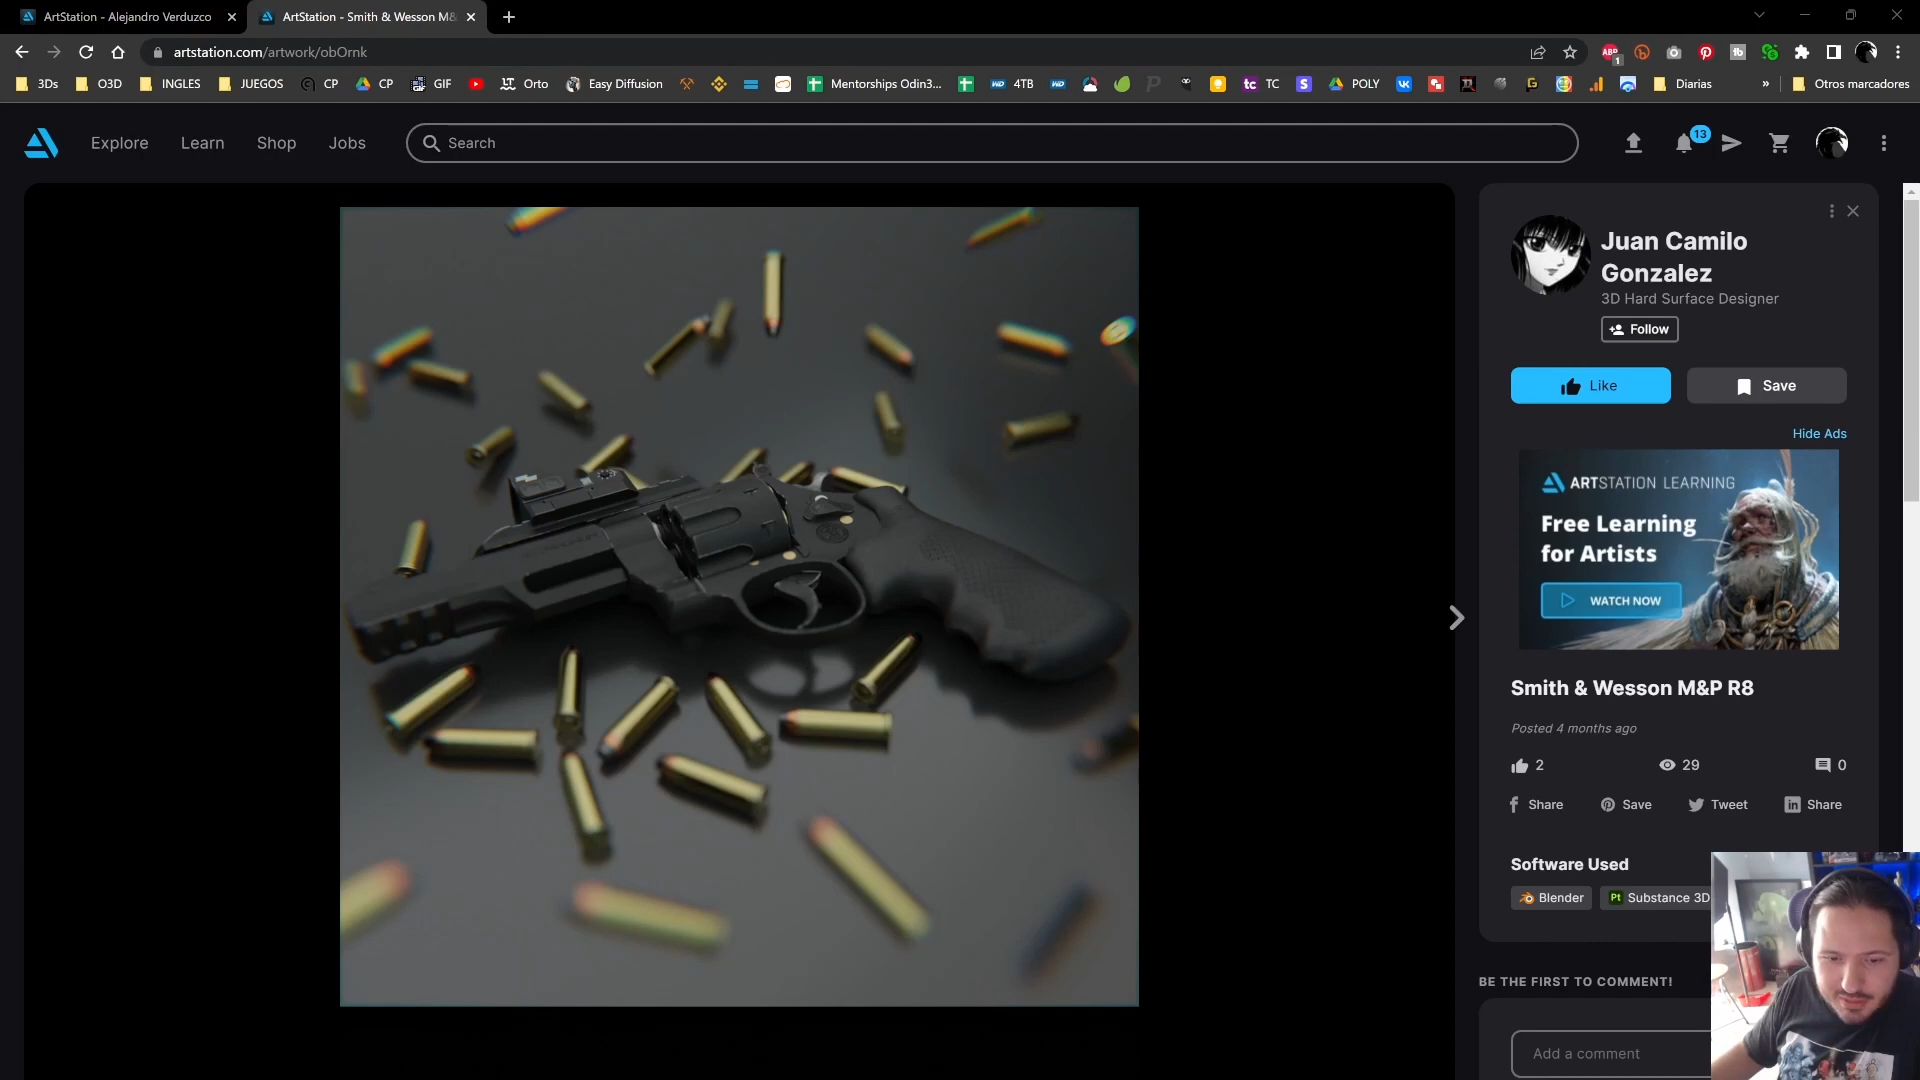 ArtStation - Alejandro Verduzco
ArtStation - Smith & Wesson M&
artstation.com/artwork/obOrnk
ABP
1
3Ds
O3D
INGLES
JUEGOS
CP
CP
GIF
Orto
Easy Diffusion
Mentorships Odin3...
4TB
TC
POLY
Diarias
»
Otros marcadores
Explore
Learn
Shop
Jobs
Search
13
Juan Camilo
Gonzalez
3D Hard Surface Designer
Follow
Like
Save
Hide Ads
ARTSTATION LEARNING
Free Learning
for Artists
WATCH NOW
Smith & Wesson M&P R8
Posted 4 months ago
2
29
0
Share
Save
Tweet
Share
Software Used
Blender
Pt
Substance 3D
BE THE FIRST TO COMMENT!
Add a comment